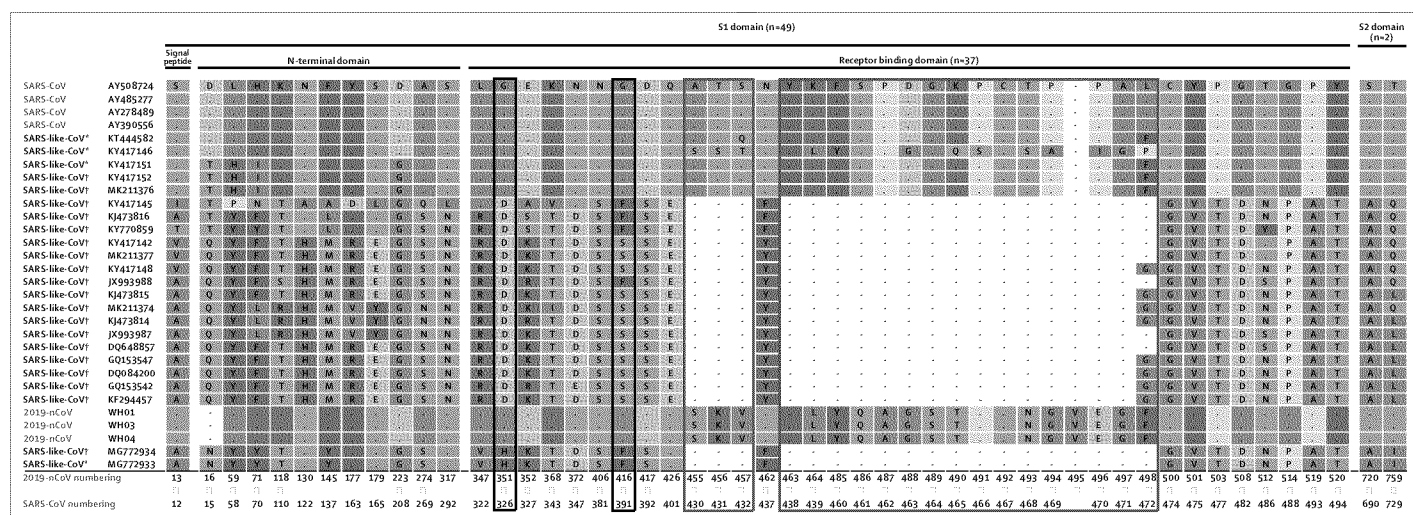 S1 domain (n=49)
S2 domain (n=2)
Signal peptide
N-terminal domain
Receptor binding domain (n=37)
SARS-CoV AY508724 S D L H K N F Y S D A S L G E K N N G D Q A T S N Y K F S P D G K P C T P - P A L C Y P G T G P Y S T
SARS-CoV AY485277
SARS-CoV AY278489
SARS-CoV AY390556
SARS-like-CoV* KT444582 Q F
SARS-like-CoV* KY417146 S S T L Y G Q S S A I G P
SARS-like-CoV* KY417151 T H I G F
SARS-like-CoV† KY417152 T H I G F
SARS-like-CoV† MK211376 T H I G F
SARS-like-CoV† KY417145 I T P N T A A D L G Q L . D A V . S F S E F G V T D N P A T A Q
SARS-like-CoV† KJ473816 A T V F T . L . . G S N R D S T D S F S E F G V T D N P A T A Q
SARS-like-CoV† KY770859 T T Y Y T . L . . G S N R D S T D S F S E F G V T D Y P A T A Q
SARS-like-CoV† KY417142 V Q Y F T H M R E G S N R D K T D S S S E Y G V T D . P A T A Q
SARS-like-CoV† MK211377 V Q Y F T H M R E G S N R D K T D S S S E Y G V T D . P A T A Q
SARS-like-CoV† KY417148 V Q Y F T H M R E G S N R D K T D S S S E Y G G V T D N P A T A Q
SARS-like-CoV† JX993988 A Q Y F S H M R E G S N R D R T D S F S E Y G V T D S P A T A Q
SARS-like-CoV† KJ473815 A Q Y F T H M R E G S N R D K T D S S S E Y G G V T D N P A T A L
SARS-like-CoV† MK211374 A Q Y L R H M V Y G N N R D K I D S S S E Y G G V T D N P A T A Q
SARS-like-CoV† KJ473814 A Q Y L R H M V Y G N N R D K T D S S S E Y G G V T D N P A T A L
SARS-like-CoV† JX993987 A Q Y L R H M V Y G N N R D K T D S S S E Y G V T D S P A T A L
SARS-like-CoV† DQ648857 A Q Y F T H M R E G S N R D K T D S S S E Y G V T D S P A T A L
SARS-like-CoV† GQ153547 A Q Y F T H M R E G S N R D K T D S S S E Y G G V T D N P A T A L
SARS-like-CoV† DQ084200 A Q Y F T H M R E G S N R D K T D S S S E Y G G V T D N P A T A L
SARS-like-CoV† GQ153542 A Q Y F T H M R E G S N R D R T D S S S E Y G G V T D N P A T A L
SARS-like-CoV† KF294457 A Q Y F T H M R E G S N R D K T D S S S E Y G G V T D N P A T A L
2019-nCoV WH01 S K V L Y Q A G S T N G V E G F
2019-nCoV WH03 S K V L Y Q A G S T N G V E G F
2019-nCoV WH04 S K V L Y Q A G S T N G V E G F
SARS-like-CoV† MG772934 A N Y Y T . Y . . G S . V H K T D S F S . F G V T D N P A T A I
SARS-like-CoV* MG772933 A N Y Y T . Y . . G S . V H K T D S F S . F G V T D N P A T A I
2019-nCoV numbering 13 16 59 71 118 130 145 177 179 223 274 317 347 351 352 368 372 406 416 417 426 455 456 457 462 463 464 485 486 487 488 489 490 491 492 493 494 495 496 497 498 500 501 503 508 512 514 519 520 720 759
SARS-CoV numbering 12 15 58 70 110 122 137 163 165 208 269 292 322 326 327 343 347 381 391 392 401 430 431 432 437 438 439 460 461 462 463 464 465 466 467 468 469 470 471 472 474 475 477 482 486 488 493 494 690 729